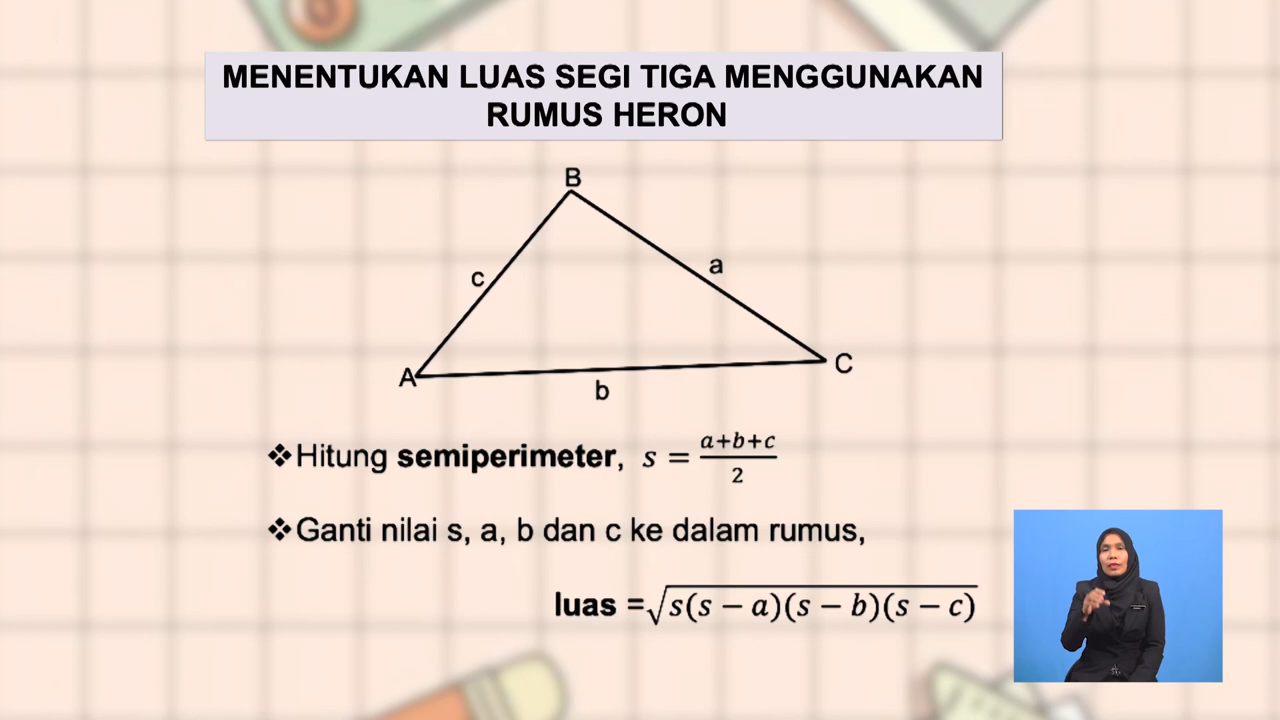 MENENTUKAN LUAS SEGI TIGA MENGGUNAKAN
RUMUS HERON
B
c
a
A
C
b
❖Hitung semiperimeter, s = a+b+c/2
❖Ganti nilai s, a, b dan c ke dalam rumus,
luas =√s(s − a)(s − b)(s − c)